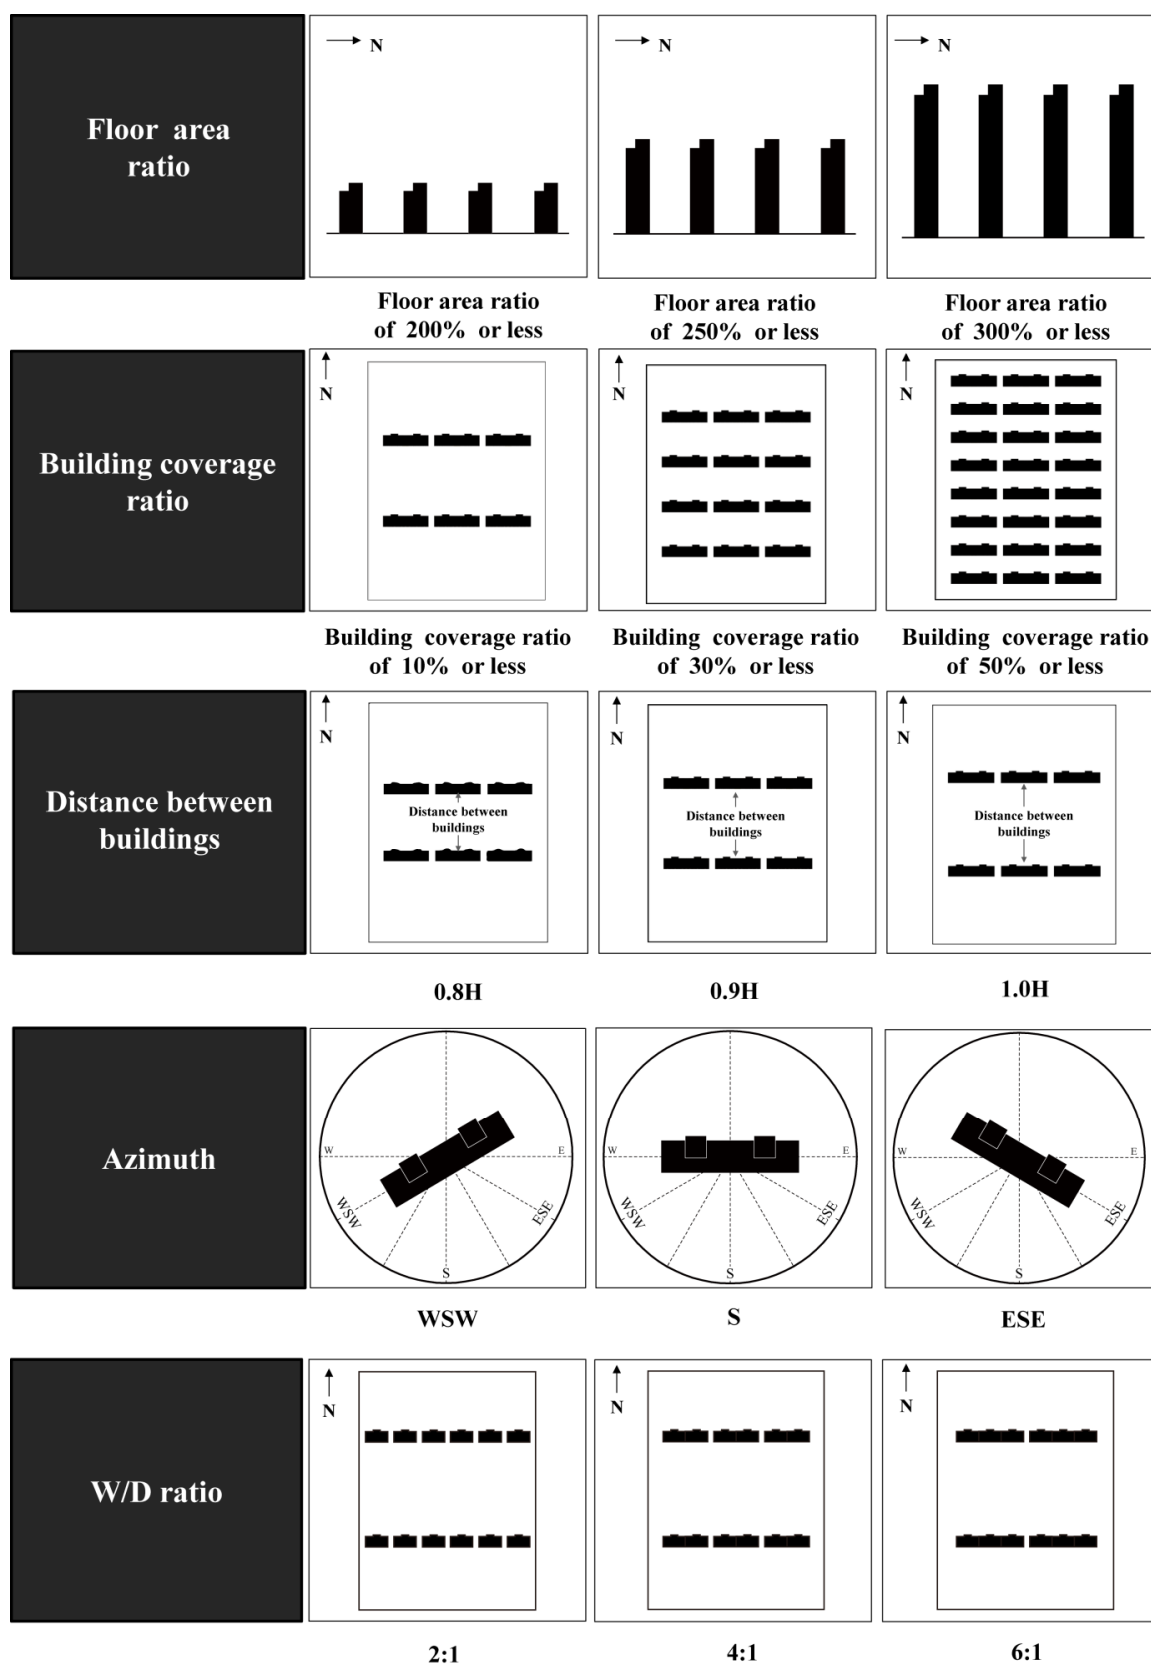 Floor area
ratio
N
N
N
Floor area ratio
of 200% or less
Floor area ratio
of 250% or less
Floor area ratio
of 300% or less
Building coverage
ratio
N
N
N
Building coverage ratio
of 10% or less
Building coverage ratio
of 30% or less
Building coverage ratio
of 50% or less
Distance between
buildings
N
Distance between
buildings
N
Distance between
buildings
N
Distance between
buildings
0.8H
0.9H
1.0H
Azimuth
W
E
WSW
ESE
S
W
E
WSW
ESE
S
W
E
WSW
ESE
S
WSW
S
ESE
W/D ratio
N
N
N
2:1
4:1
6:1